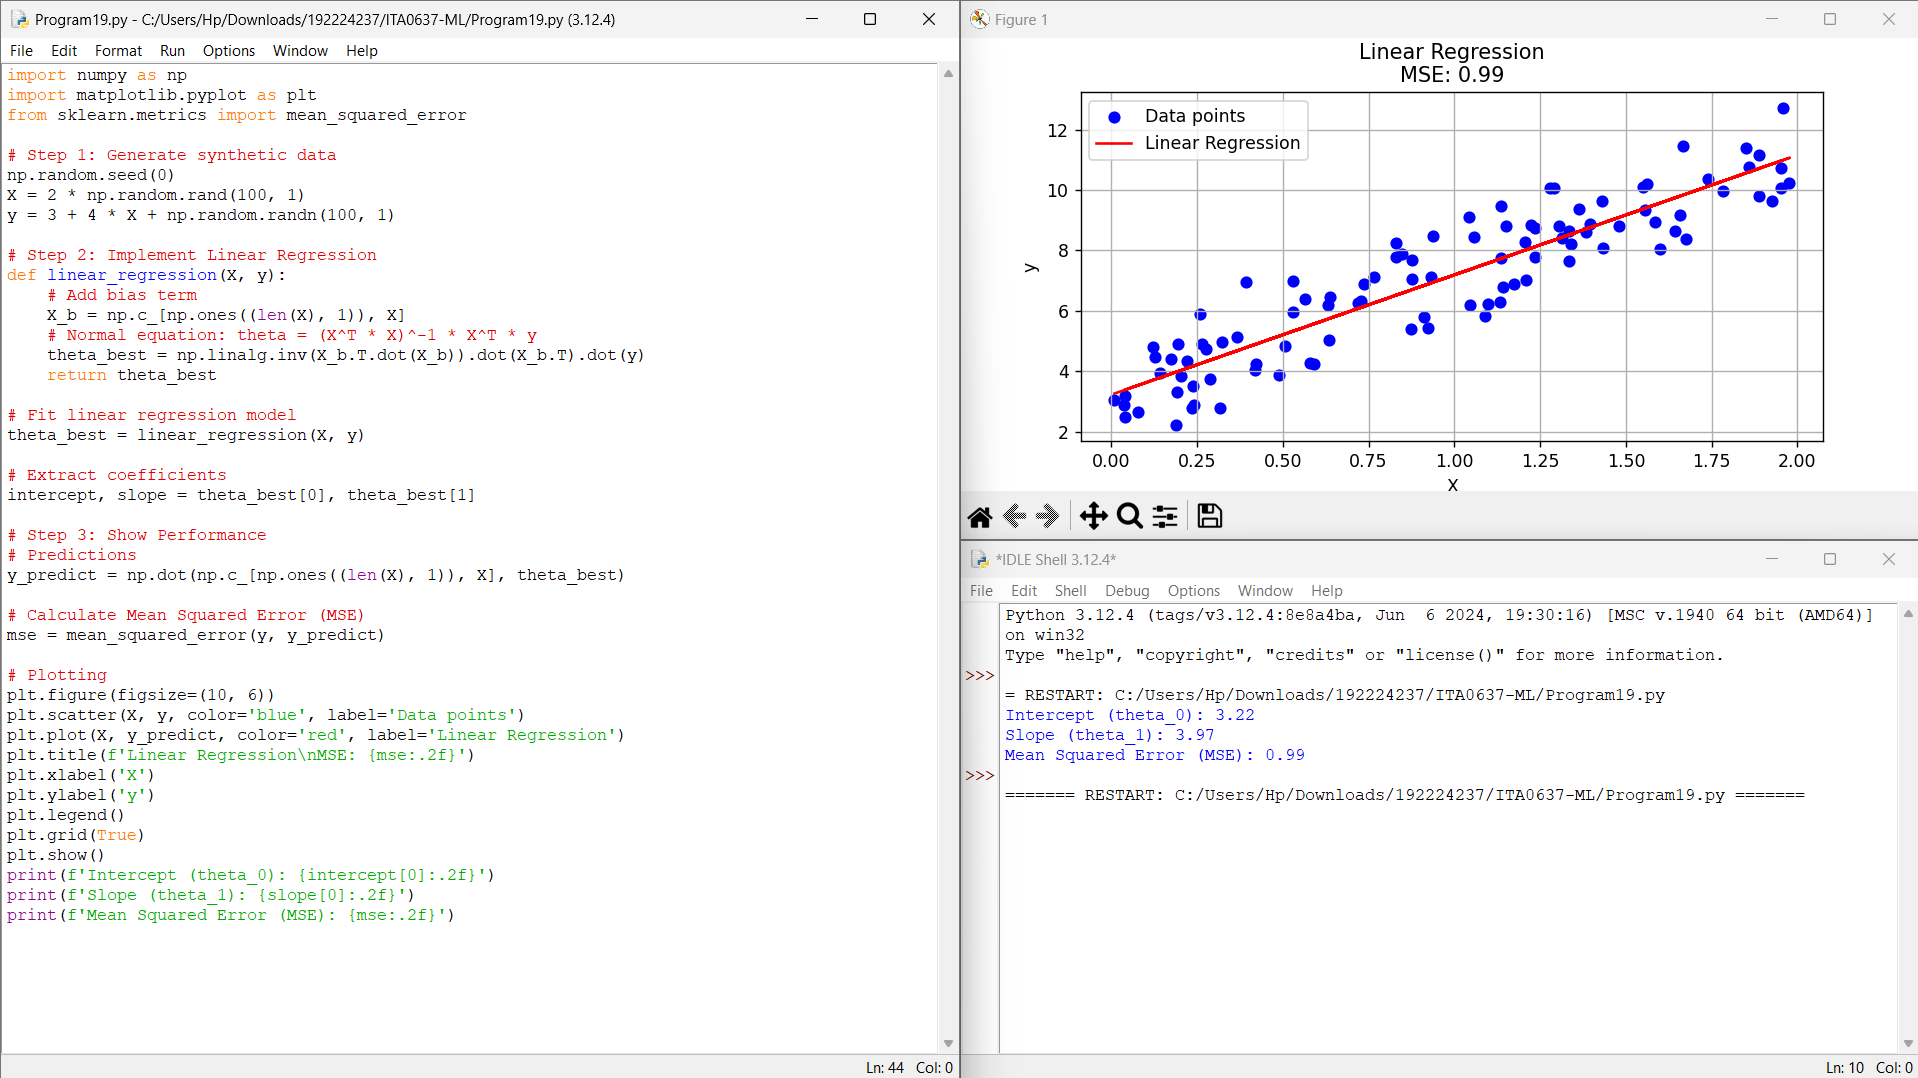 Program19.py - C:/Users/Hp/Downloads/192224237/ITA0637-ML/Program19.py (3.12.4)
File Edit Format Run Options Window Help
import numpy as np
import matplotlib.pyplot as plt
from sklearn.metrics import mean_squared_error

# Step 1: Generate synthetic data
np.random.seed(0)
X = 2 * np.random.rand(100, 1)
y = 3 + 4 * X + np.random.randn(100, 1)

# Step 2: Implement Linear Regression
def linear_regression(X, y):
    # Add bias term
    X_b = np.c_[np.ones((len(X), 1)), X]
    # Normal equation: theta = (X^T * X)^-1 * X^T * y
    theta_best = np.linalg.inv(X_b.T.dot(X_b)).dot(X_b.T).dot(y)
    return theta_best

# Fit linear regression model
theta_best = linear_regression(X, y)

# Extract coefficients
intercept, slope = theta_best[0], theta_best[1]

# Step 3: Show Performance
# Predictions
y_predict = np.dot(np.c_[np.ones((len(X), 1)), X], theta_best)

# Calculate Mean Squared Error (MSE)
mse = mean_squared_error(y, y_predict)

# Plotting
plt.figure(figsize=(10, 6))
plt.scatter(X, y, color='blue', label='Data points')
plt.plot(X, y_predict, color='red', label='Linear Regression')
plt.title(f'Linear Regression\nMSE: {mse:.2f}')
plt.xlabel('X')
plt.ylabel('y')
plt.legend()
plt.grid(True)
plt.show()
print(f'Intercept (theta_0): {intercept[0]:.2f}')
print(f'Slope (theta_1): {slope[0]:.2f}')
print(f'Mean Squared Error (MSE): {mse:.2f}')
Ln: 44 Col: 0
Figure 1
Linear Regression
MSE: 0.99
Data points
Linear Regression
12
10
8
6
4
2
y
0.00 0.25 0.50 0.75 1.00 1.25 1.50 1.75 2.00
X
*IDLE Shell 3.12.4*
File Edit Shell Debug Options Window Help
Python 3.12.4 (tags/v3.12.4:8e8a4ba, Jun  6 2024, 19:30:16) [MSC v.1940 64 bit (AMD64)]
on win32
Type "help", "copyright", "credits" or "license()" for more information.
>>>
= RESTART: C:/Users/Hp/Downloads/192224237/ITA0637-ML/Program19.py
Intercept (theta_0): 3.22
Slope (theta_1): 3.97
Mean Squared Error (MSE): 0.99
>>>
======= RESTART: C:/Users/Hp/Downloads/192224237/ITA0637-ML/Program19.py =======
Ln: 10 Col: 0